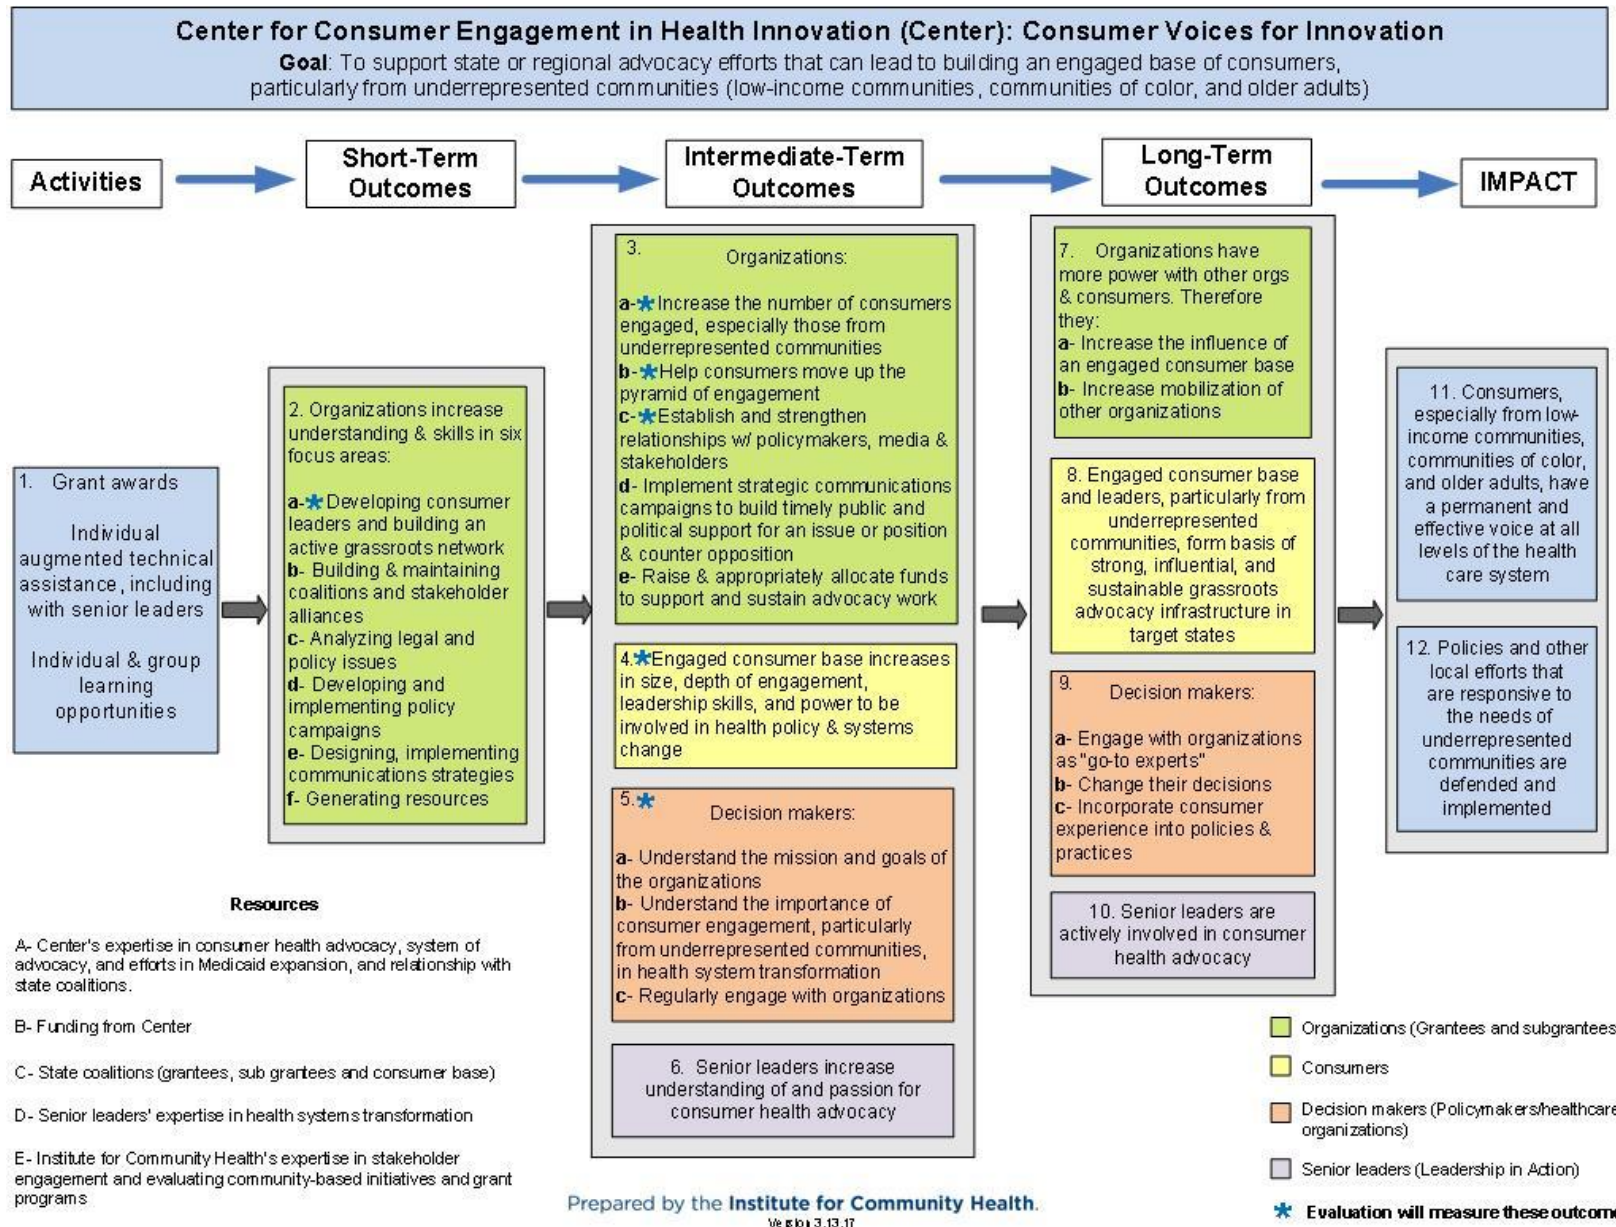 Center for Consumer Engagement in Health Innovation (Center): Consumer Voices for Innovation
Goal: To support state or regional advocacy efforts that can lead to building an engaged base of consumers,
particularly from underrepresented communities (low-income communities, communities of color, and older adults)
Activities
Short-Term
Outcomes
Intermediate-Term
Outcomes
Long-Term
Outcomes
IMPACT
1. Grant awards
Individual
augmented technical
assistance, including
with senior leaders
Individual & group
learning
opportunities
2. Organizations increase
understanding & skills in six
focus areas:
a-* Developing consumer
leaders and building an
active grassroots network
b- Building & maintaining
coalitions and stakeholder
alliances
c- Analyzing legal and
policy issues
d- Developing and
implementing policy
campaigns
e- Designing, implementing
communications strategies
f- Generating resources
3. Organizations:
a-* Increase the number of consumers
engaged, especially those from
underrepresented communities
b-* Help consumers move up the
pyramid of engagement
c-* Establish and strengthen
relationships w/ policymakers, media &
stakeholders
d- Implement strategic communications
campaigns to build timely public and
political support for an issue or position
& counter opposition
e- Raise & appropriately allocate funds
to support and sustain advocacy work
4.* Engaged consumer base increases
in size, depth of engagement,
leadership skills, and power to be
involved in health policy & systems
change
5.*
Decision makers:
a- Understand the mission and goals of
the organizations
b- Understand the importance of
consumer engagement, particularly
from underrepresented communities,
in health system transformation
c- Regularly engage with organizations
6. Senior leaders increase
understanding of and passion for
consumer health advocacy
7. Organizations have
more power with other orgs
& consumers. Therefore
they:
a- Increase the influence of
an engaged consumer base
b- Increase mobilization of
other organizations
8. Engaged consumer base
and leaders, particularly from
underrepresented
communities, form basis of
strong, influential, and
sustainable grassroots
advocacy infrastructure in
target states
9.
Decision makers:
a- Engage with organizations
as "go-to experts"
b- Change their decisions
c- Incorporate consumer
experience into policies &
practices
10. Senior leaders are
actively involved in consumer
health advocacy
11. Consumers,
especially from low-
income communities,
communities of color,
and older adults, have
a permanent and
effective voice at all
levels of the health
care system
12. Policies and other
local efforts that
are responsive to
the needs of
underrepresented
communities are
defended and
implemented
Resources
A- Center's expertise in consumer health advocacy, system of
advocacy, and efforts in Medicaid expansion, and relationship with
state coalitions.
B- Funding from Center
C- State coalitions (grantees, sub grantees and consumer base)
D- Senior leaders' expertise in health systems transformation
E- Institute for Community Health's expertise in stakeholder
engagement and evaluating community-based initiatives and grant
programs
Prepared by the Institute for Community Health.
Version 3.13.17
Organizations (Grantees and subgrantees
Consumers
Decision makers (Policymakers/healthcare
organizations)
Senior leaders (Leadership in Action)
* Evaluation will measure these outcome